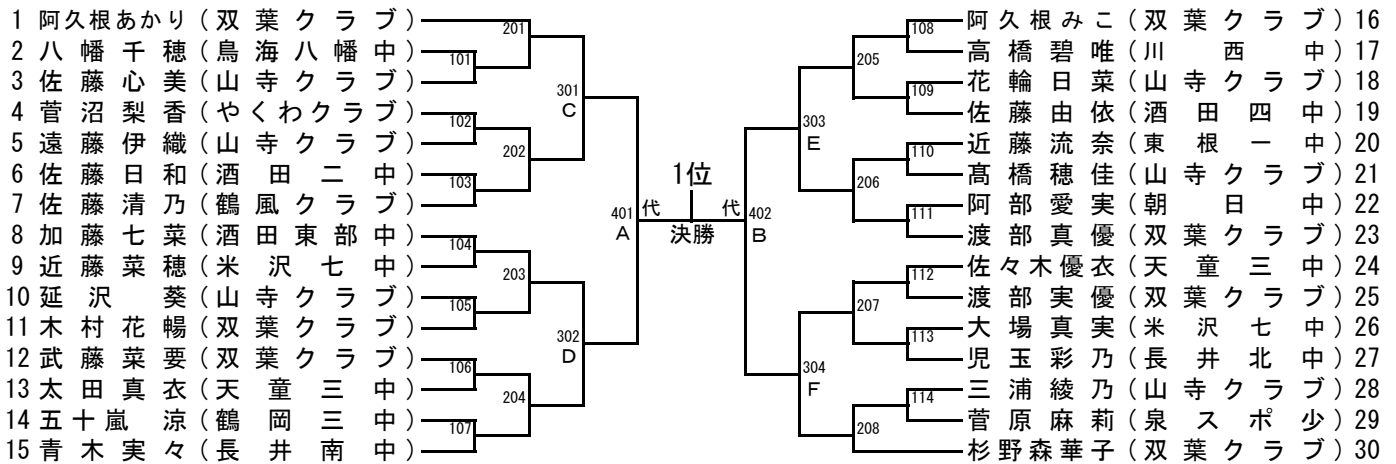 1 阿久根あかり(双葉クラブ)
2 八幡千穂(鳥海八幡中)
3 佐藤心美(山寺クラブ)
4 菅沼梨香(やくわクラブ)
5 遠藤伊織(山寺クラブ)
6 佐藤日和(酒田二中)
7 佐藤清乃(鶴風クラブ)
8 加藤七菜(酒田東部中)
9 近藤菜穂(米沢七中)
10 延沢葵(山寺クラブ)
11 木村花暢(双葉クラブ)
12 武藤菜要(双葉クラブ)
13 太田真衣(天童三中)
14 五十嵐涼(鶴岡三中)
15 青木実々(長井南中)
201
101
301
C
102
202
103
401 代
A
104
203
105
302
D
106
204
107
1位
決勝
108
205
109
303
E
110
206
111
代 402
B
112
207
113
304
F
114
208
阿久根みこ(双葉クラブ) 16
高橋碧唯(川西中) 17
花輪日菜(山寺クラブ) 18
佐藤由依(酒田四中) 19
近藤流奈(東根一中) 20
髙橋穂佳(山寺クラブ) 21
阿部愛実(朝日中) 22
渡部真優(双葉クラブ) 23
佐々木優衣(天童三中) 24
渡部実優(双葉クラブ) 25
大場真実(米沢七中) 26
児玉彩乃(長井北中) 27
三浦綾乃(山寺クラブ) 28
菅原麻莉(泉スポ少) 29
杉野森華子(双葉クラブ) 30